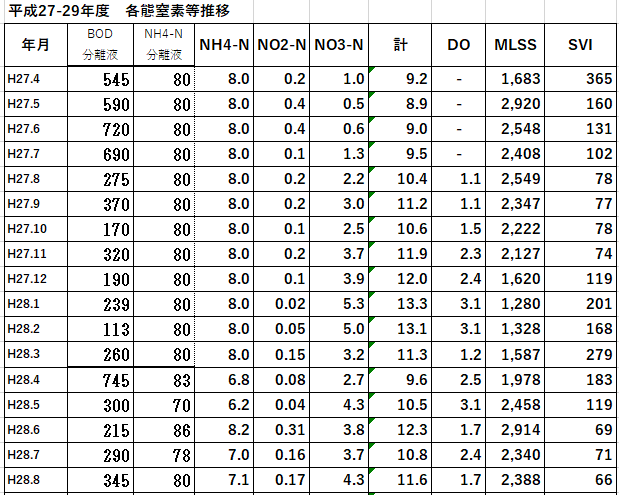 平成27-29年度 各態窒素等推移
年月 BOD 分離液 NH4-N 分離液 NH4-N NO2-N NO3-N 計 DO MLSS SVI
H27.4 545 80 8.0 0.2 1.0 9.2 - 1,683 365
H27.5 590 80 8.0 0.4 0.5 8.9 - 2,920 160
H27.6 720 80 8.0 0.4 0.6 9.0 - 2,548 131
H27.7 690 80 8.0 0.1 1.3 9.5 - 2,408 102
H27.8 275 80 8.0 0.2 2.2 10.4 1.1 2,549 78
H27.9 370 80 8.0 0.2 3.0 11.2 1.1 2,347 77
H27.10 170 80 8.0 0.1 2.5 10.6 1.5 2,222 78
H27.11 320 80 8.0 0.2 3.7 11.9 2.3 2,127 74
H27.12 190 80 8.0 0.1 3.9 12.0 2.4 1,620 119
H28.1 239 80 8.0 0.02 5.3 13.3 3.1 1,280 201
H28.2 113 80 8.0 0.05 5.0 13.1 3.1 1,328 168
H28.3 260 80 8.0 0.15 3.2 11.3 1.2 1,587 279
H28.4 745 83 6.8 0.08 2.7 9.6 2.5 1,978 183
H28.5 300 70 6.2 0.04 4.3 10.5 3.1 2,458 119
H28.6 215 86 8.2 0.31 3.8 12.3 1.7 2,914 69
H28.7 290 78 7.0 0.16 3.7 10.8 2.4 2,340 71
H28.8 345 80 7.1 0.17 4.3 11.6 1.7 2,388 66